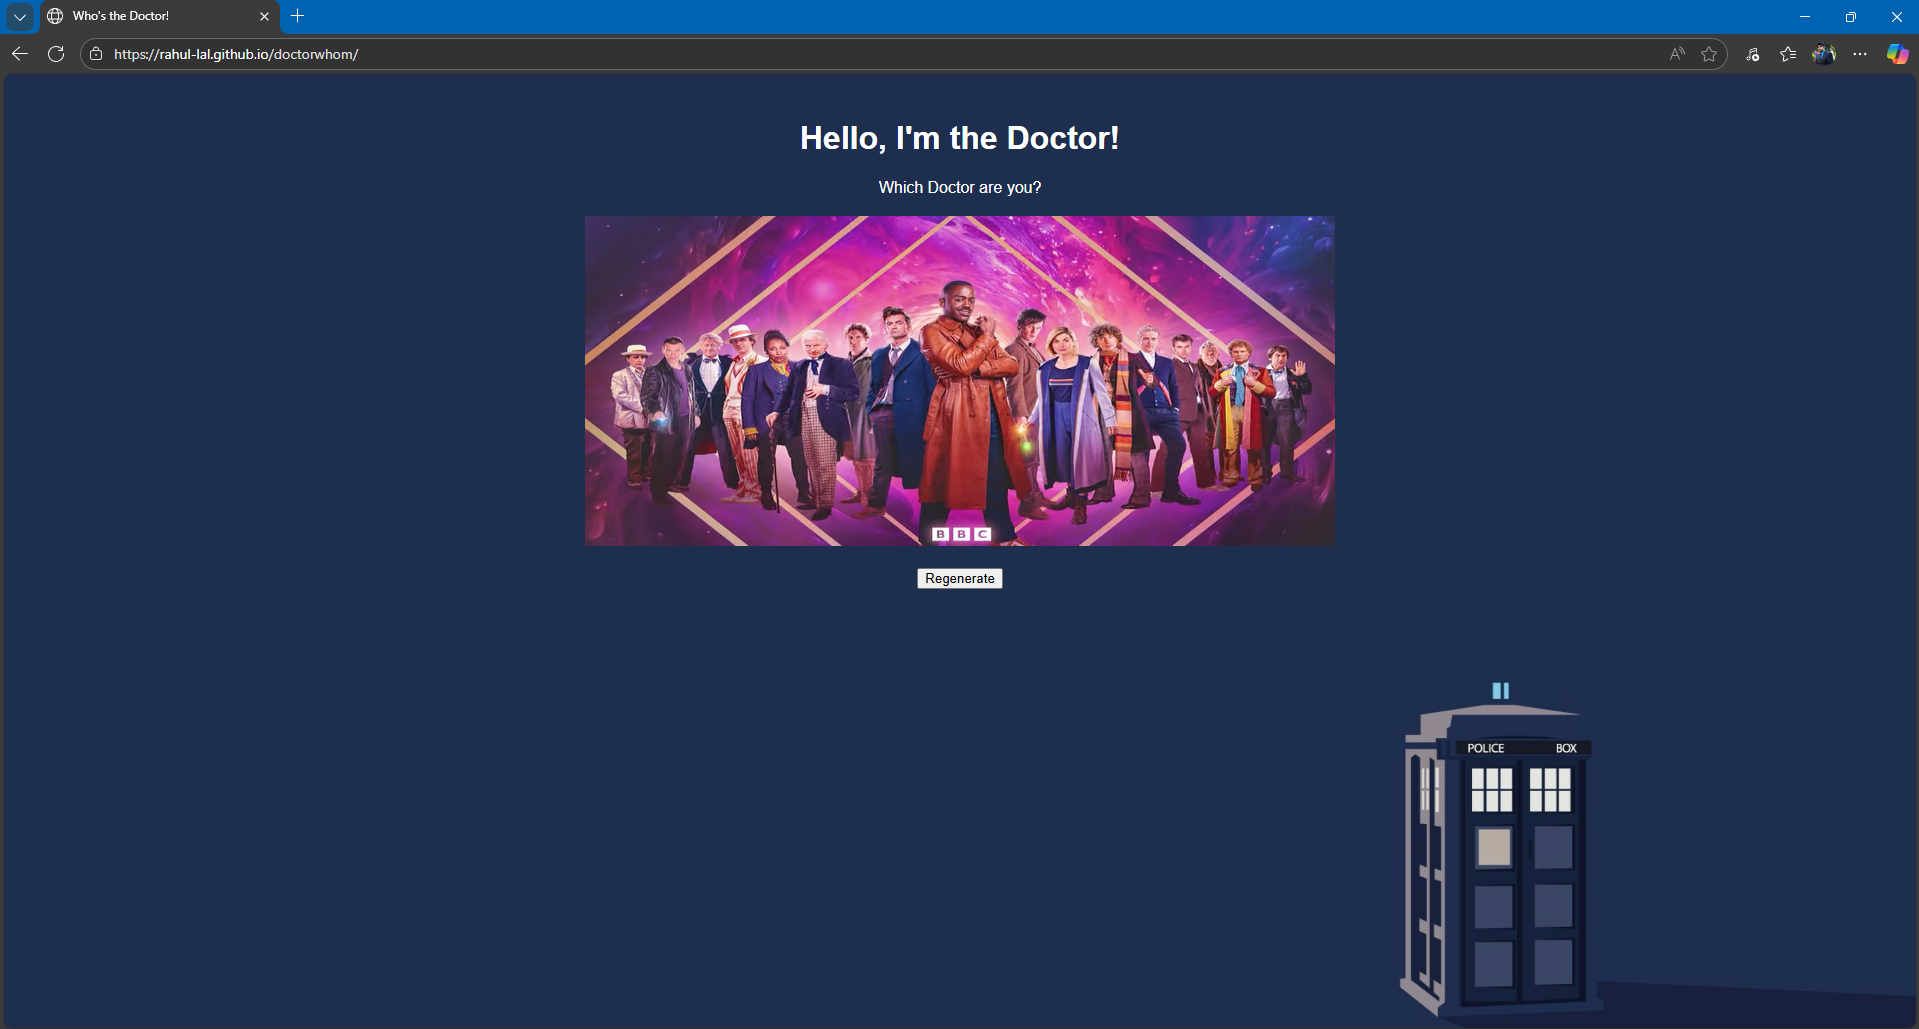 Who's the Doctor!
https://rahul-lal.github.io/doctorwhom/
Hello, I'm the Doctor!
Which Doctor are you?
BBC
Regenerate
POLICE BOX